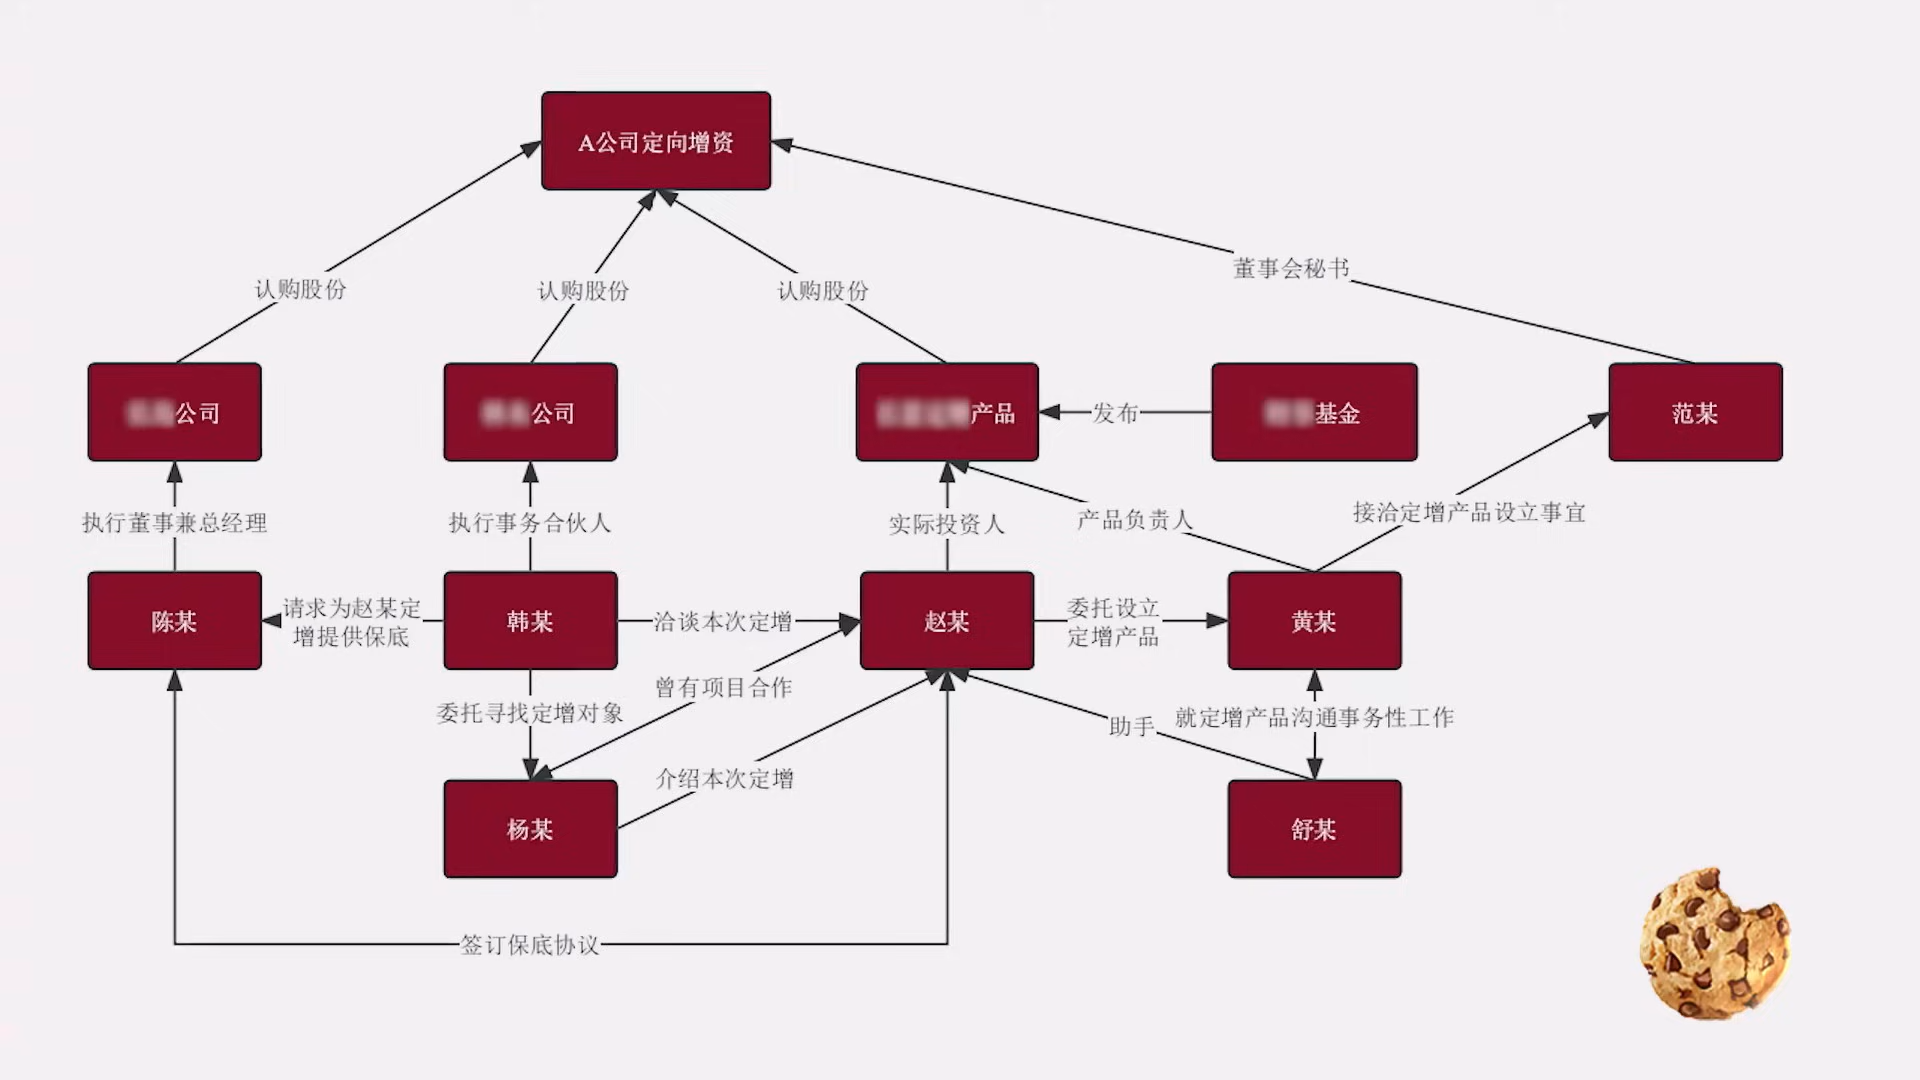 A公司定向增资
董事会秘书
认购股份
认购股份
认购股份
公司
公司
产品
发布
基金
范某
执行董事兼总经理
执行事务合伙人
实际投资人
产品负责人
接洽定增产品设立事宜
陈某
请求为赵某定
增提供保底
韩某
洽谈本次定增
赵某
委托设立
定增产品
黄某
曾有项目合作
委托寻找定增对象
助手
就定增产品沟通事务性工作
介绍本次定增
杨某
舒某
签订保底协议